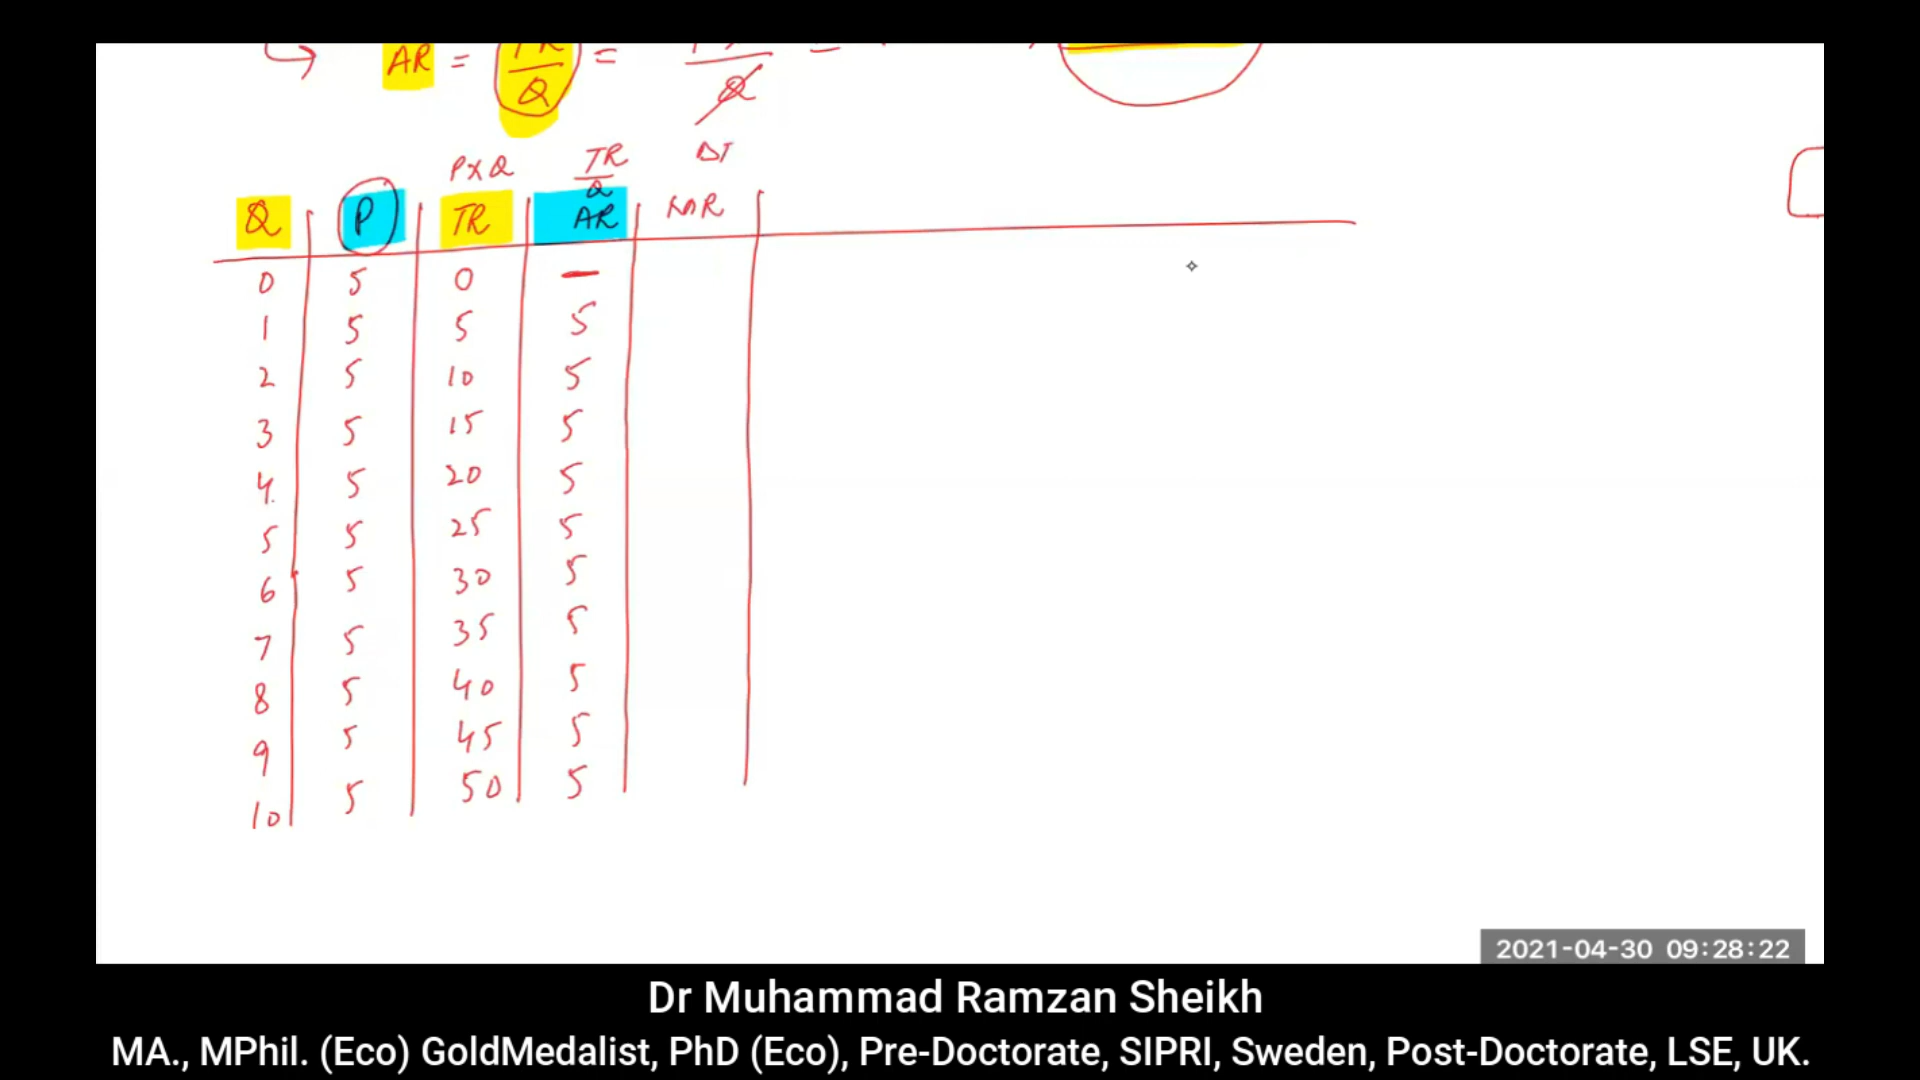 AR = TR/Q = Q
P×Q TR/Q ΔT
Q P TR AR MR
0 5 0 —
1 5 5 5
2 5 10 5
3 5 15 5
4 5 20 5
5 5 25 5
6 5 30 5
7 5 35 5
8 5 40 5
9 5 45 5
10 5 50 5
2021-04-30 09:28:22
Dr Muhammad Ramzan Sheikh
MA., MPhil. (Eco) GoldMedalist, PhD (Eco), Pre-Doctorate, SIPRI, Sweden, Post-Doctorate, LSE, UK.